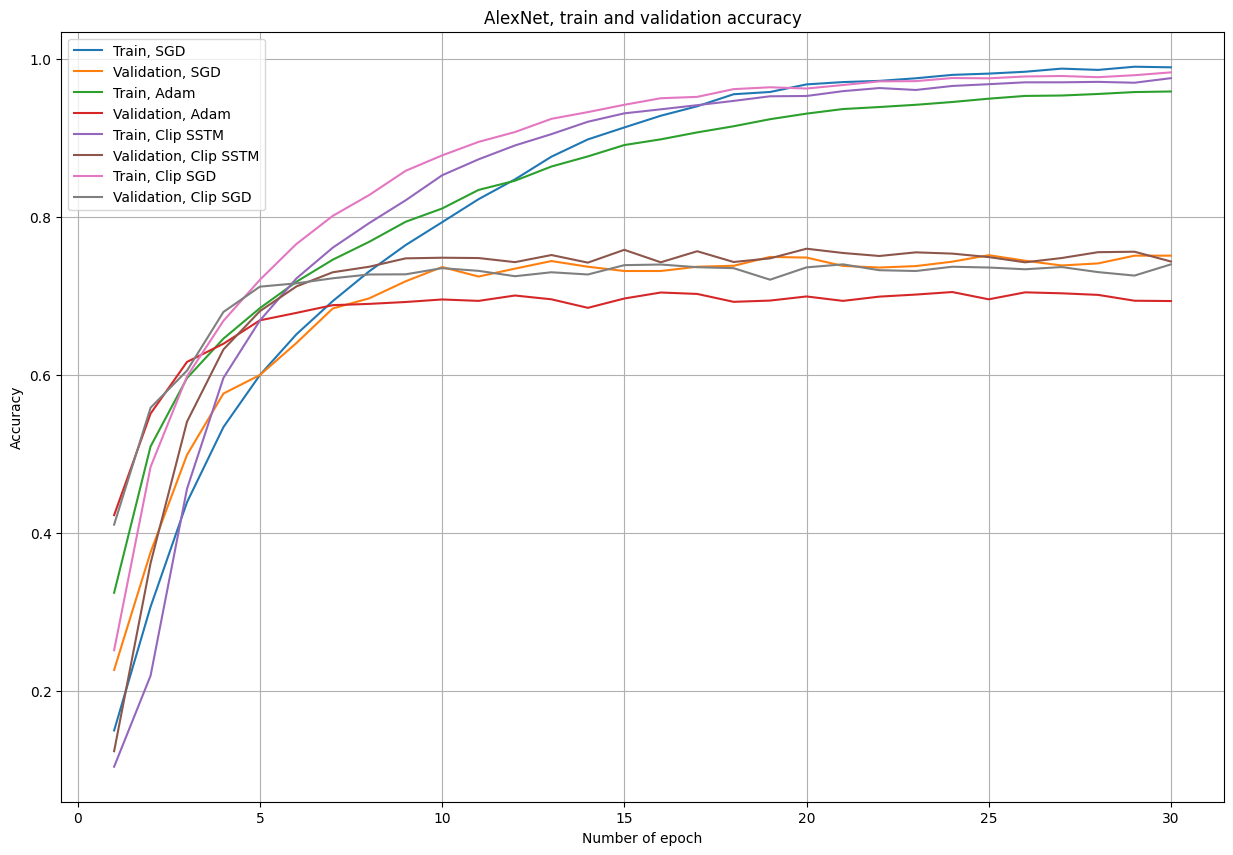 AlexNet, train and validation accuracy
Train, SGD
Validation, SGD
Train, Adam
Validation, Adam
Train, Clip SSTM
Validation, Clip SSTM
Train, Clip SGD
Validation, Clip SGD
1.0
0.8
0.6
0.4
0.2
Accuracy
0 5 10 15 20 25 30
Number of epoch